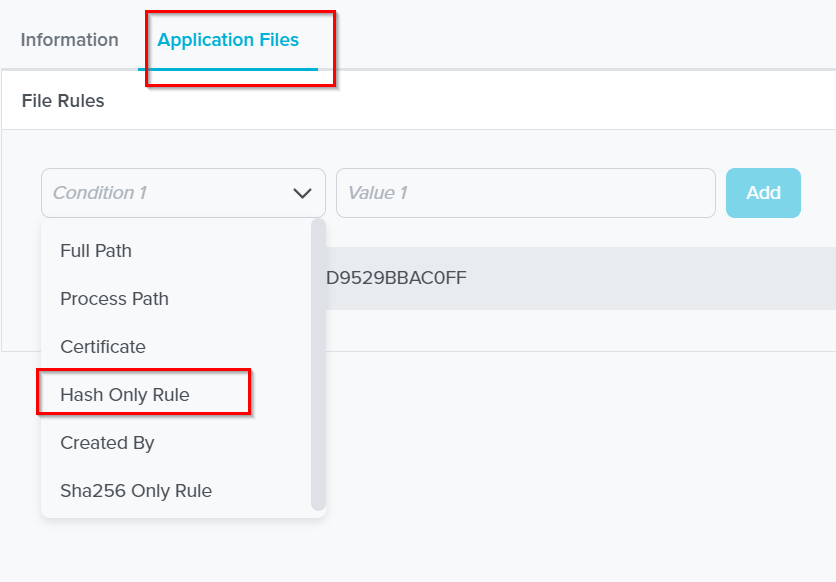 Information Application Files
File Rules
Condition 1 Value 1 Add
Full Path
D9529BBAC0FF
Process Path
Certificate
Hash Only Rule
Created By
Sha256 Only Rule